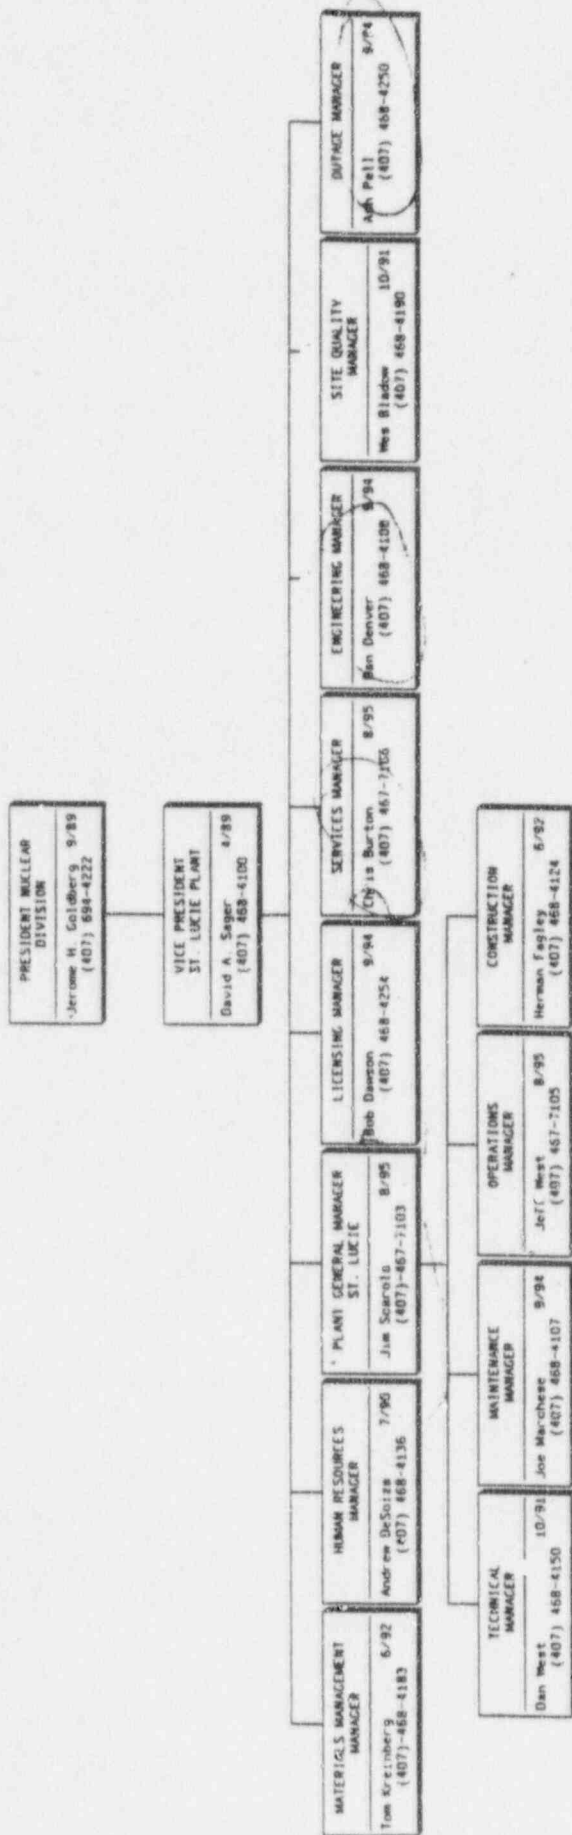 PRESIDENT NUCLEAR
DIVISION
Jerome H. Goldberg 9/89
(407) 694-4222
VICE PRESIDENT
ST. LUCIE PLANT
David A. Sager 4/89
(407) 468-4100
MATERIALS MANAGEMENT
MANAGER
Tom Kreinberg 6/92
(407)-468-4183
HUMAN RESOURCES
MANAGER
Andrew DeSoiza 7/90
(407) 468-4136
PLANT GENERAL MANAGER
ST. LUCIE
Jim Scarola 8/95
(407)-467-7103
LICENSING MANAGER
Bob Dawson 9/94
(407) 468-4254
SERVICES MANAGER
Chris Burton 8/95
(407) 467-7106
ENGINEERING MANAGER
Dan Denver 9/94
(407) 468-4108
SITE QUALITY
MANAGER
Wes Bladow 10/91
(407) 468-4190
OUTAGE MANAGER
Pell 9/94
(407) 468-4250
TECHNICAL
MANAGER
Dan West 10/91
(407) 468-4150
MAINTENANCE
MANAGER
Joe Marchese 9/94
(407) 468-4107
OPERATIONS
MANAGER
Jeff West 8/95
(407) 467-7105
CONSTRUCTION
MANAGER
Herman Fagley 6/92
(407) 468-4124